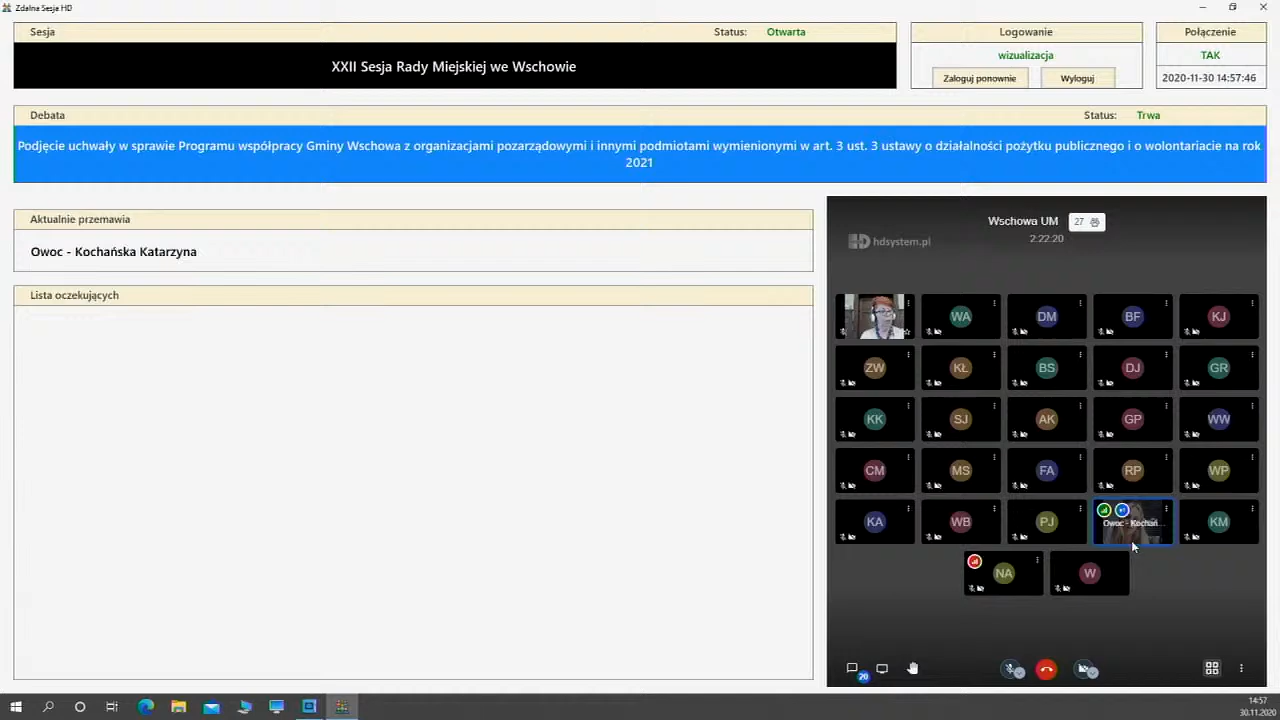 Zdalna Sesja HD
Sesja
Status: Otwarta
XXII Sesja Rady Miejskiej we Wschowie
Logowanie
wizualizacja
Zaloguj ponownie
Wyloguj
Połączenie
TAK
2020-11-30 14:57:46
Debata
Status: Trwa
Podjęcie uchwały w sprawie Programu współpracy Gminy Wschowa z organizacjami pozarządowymi i innymi podmiotami wymienionymi w art. 3 ust. 3 ustawy o działalności pożytku publicznego i o wolontariacie na rok
2021
Aktualnie przemawia
Owoc - Kochańska Katarzyna
Lista oczekujących
Wschowa UM 27
2:22:20
hdsystem.pl
WA DM BF KJ
ZW KŁ BS DJ GR
KK SJ AK GP WW
CM MS FA RP WP
KA WB PJ Owoc - Kochań... KM
NA W
20
14:57
30.11.2020